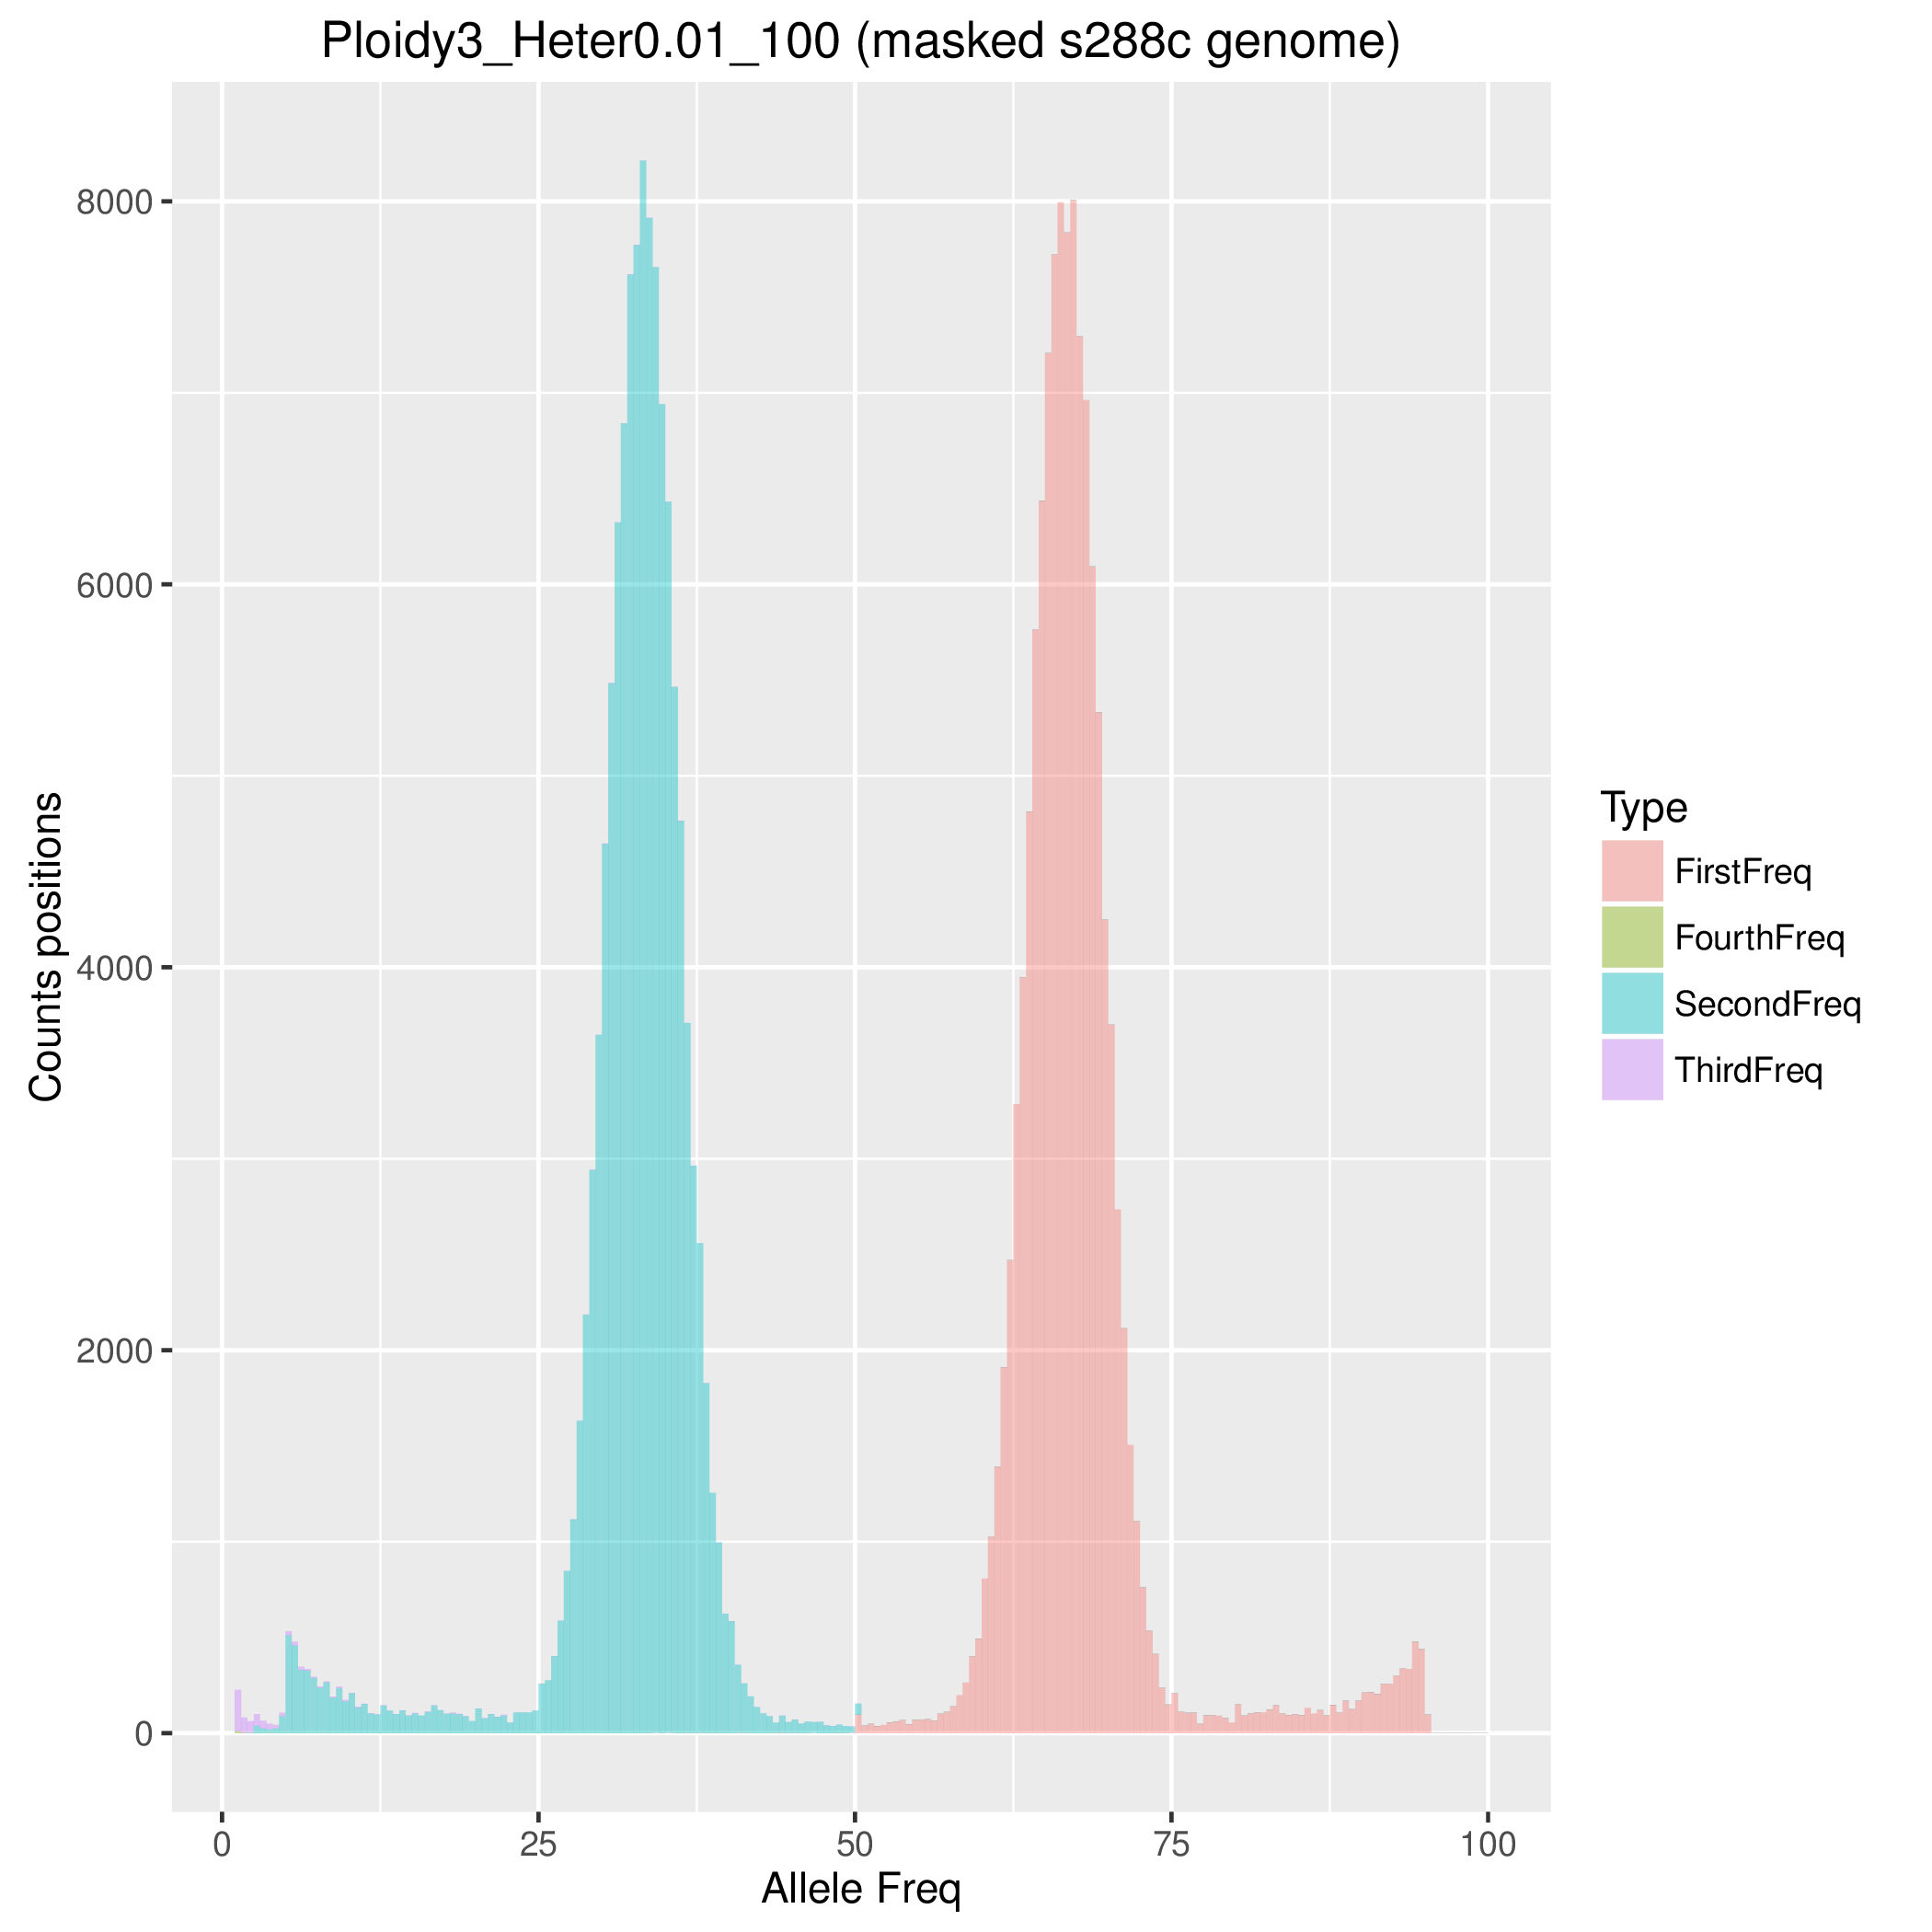 Ploidy3_Heter0.01_100 (masked s288c genome)
8000
6000
4000
2000
0
Counts positions
0 25 50 75 100
Allele Freq
Type
FirstFreq
FourthFreq
SecondFreq
ThirdFreq